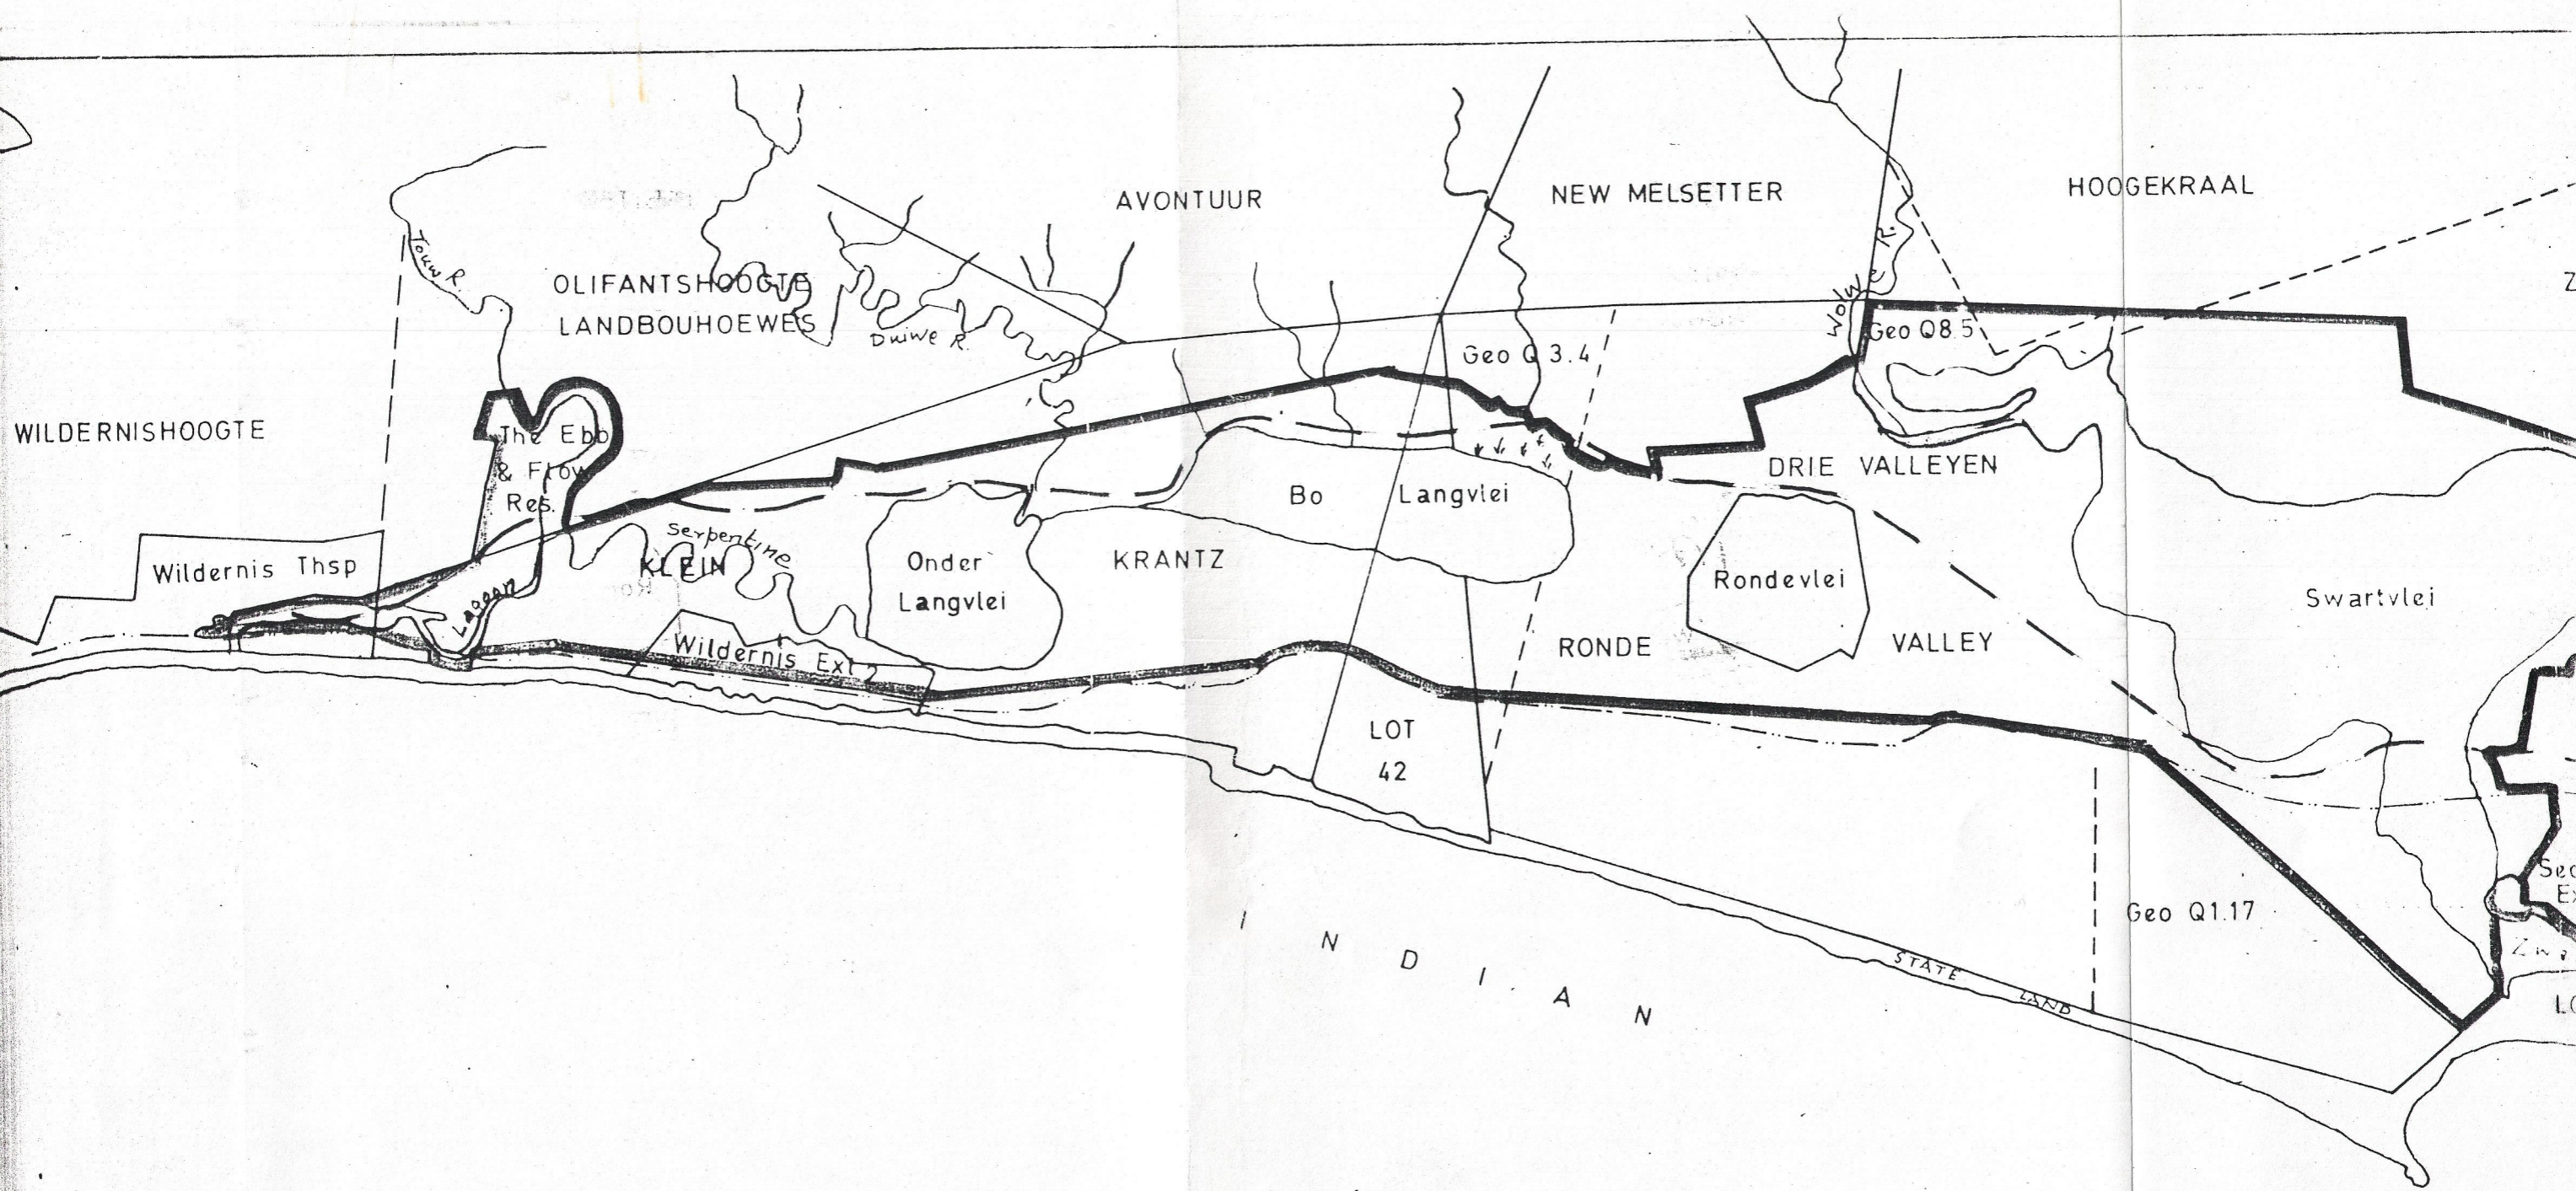 AVONTUUR
NEW MELSETTER
HOOGEKRAAL
Touw R.
OLIFANTSHOOGTE
LANDBOUHOEWES
Duiwe R.
Wolwe R.
Geo Q 3.4
Geo Q8 5
WILDERNISHOOGTE
The Ebb
& Flow
Res.
DRIE VALLEYEN
Bo Langvlei
Serpentine
KLEIN KRANTZ
Onder
Langvlei
Wildernis Thsp
Lagoon
Rondevlei
Swartvlei
Wildernis Ext 2
RONDE VALLEY
LOT
42
Geo Q1.17
INDIAN
STATE LAND